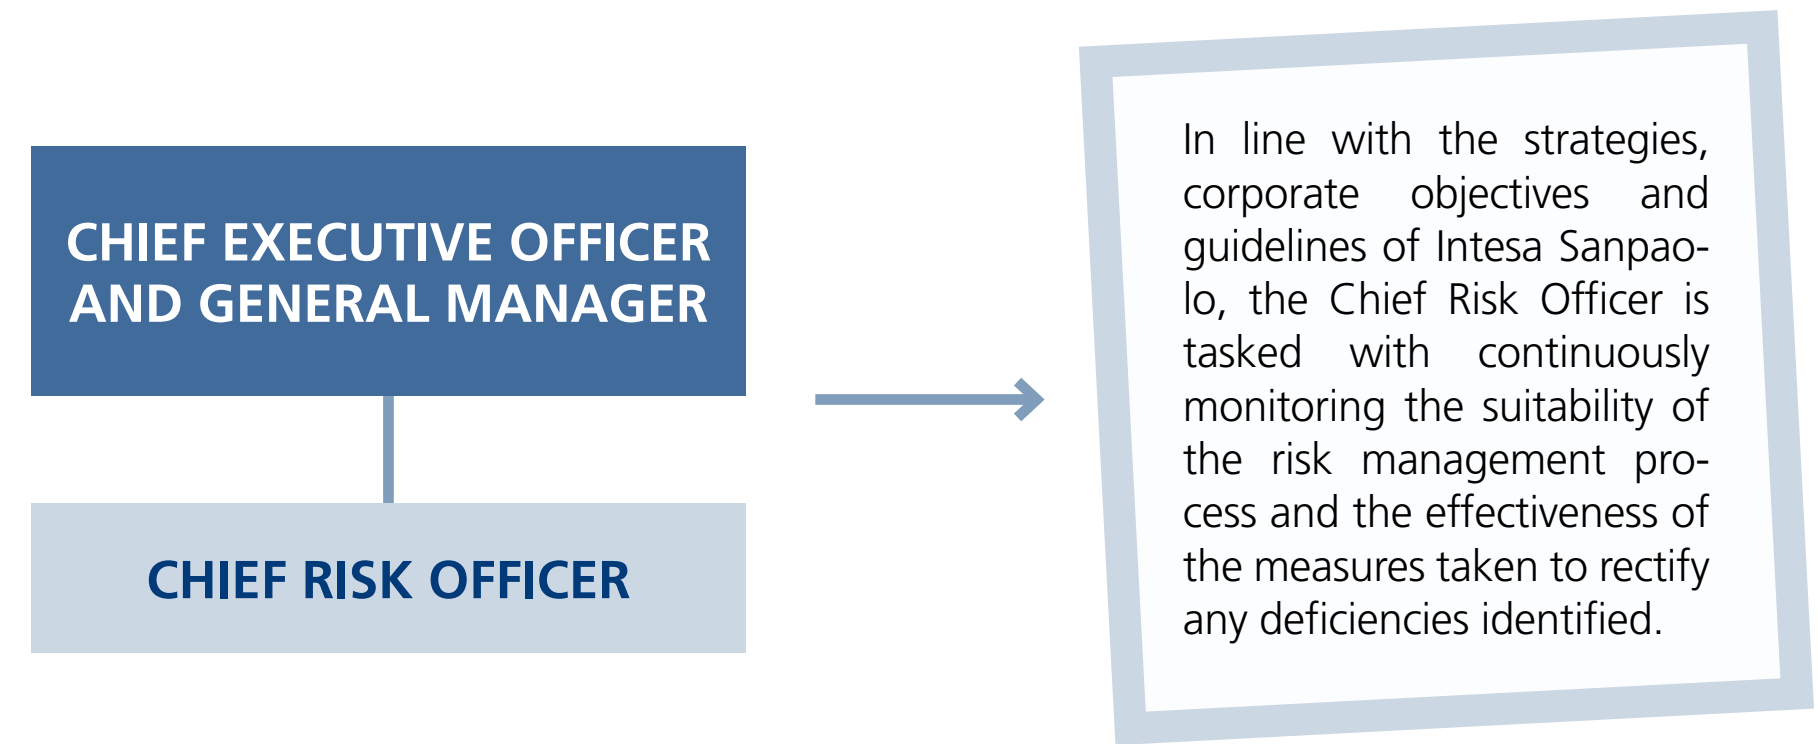 CHIEF EXECUTIVE OFFICER
AND GENERAL MANAGER
CHIEF RISK OFFICER
In line with the strategies,
corporate objectives and
guidelines of Intesa Sanpao-
lo, the Chief Risk Officer is
tasked with continuously
monitoring the suitability of
the risk management pro-
cess and the effectiveness of
the measures taken to rectify
any deficiencies identified.